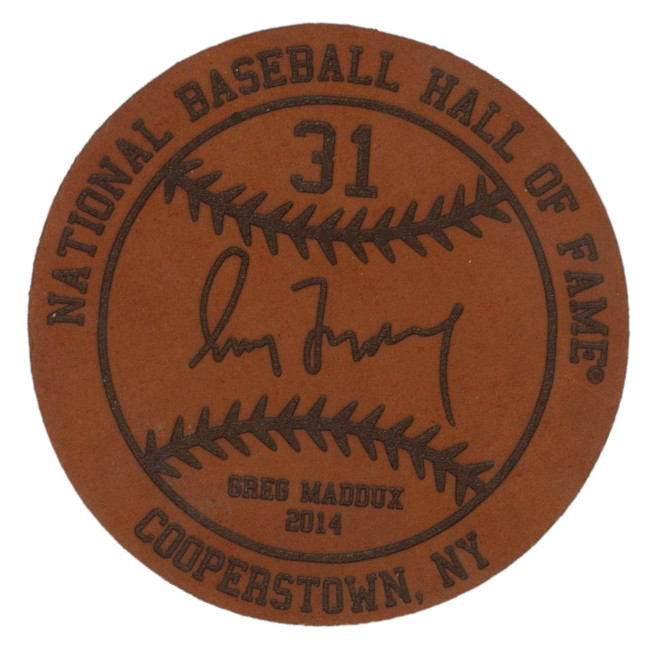 NATIONAL BASEBALL HALL OF FAME®
31
GREG MADDUX
2014
COOPERSTOWN, NY